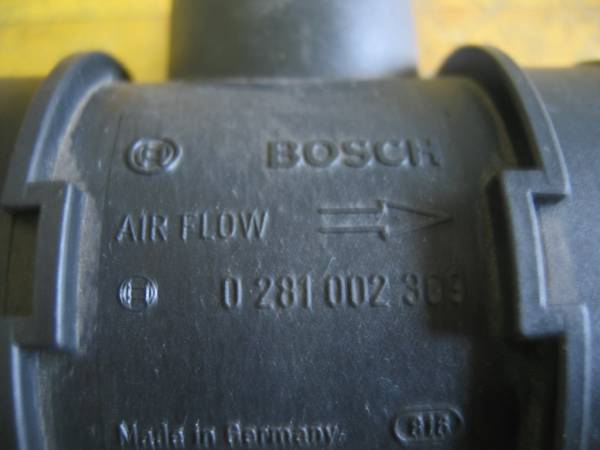 BOSCH
AIR FLOW
0 281 002 309
Made in Germany.